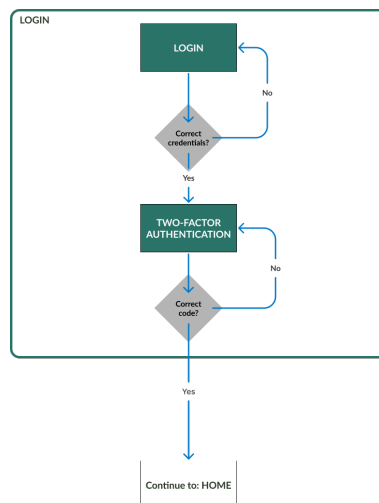 LOGIN
LOGIN
No
Correct
credentials?
Yes
TWO-FACTOR
AUTHENTICATION
No
Correct
code?
Yes
Continue to: HOME